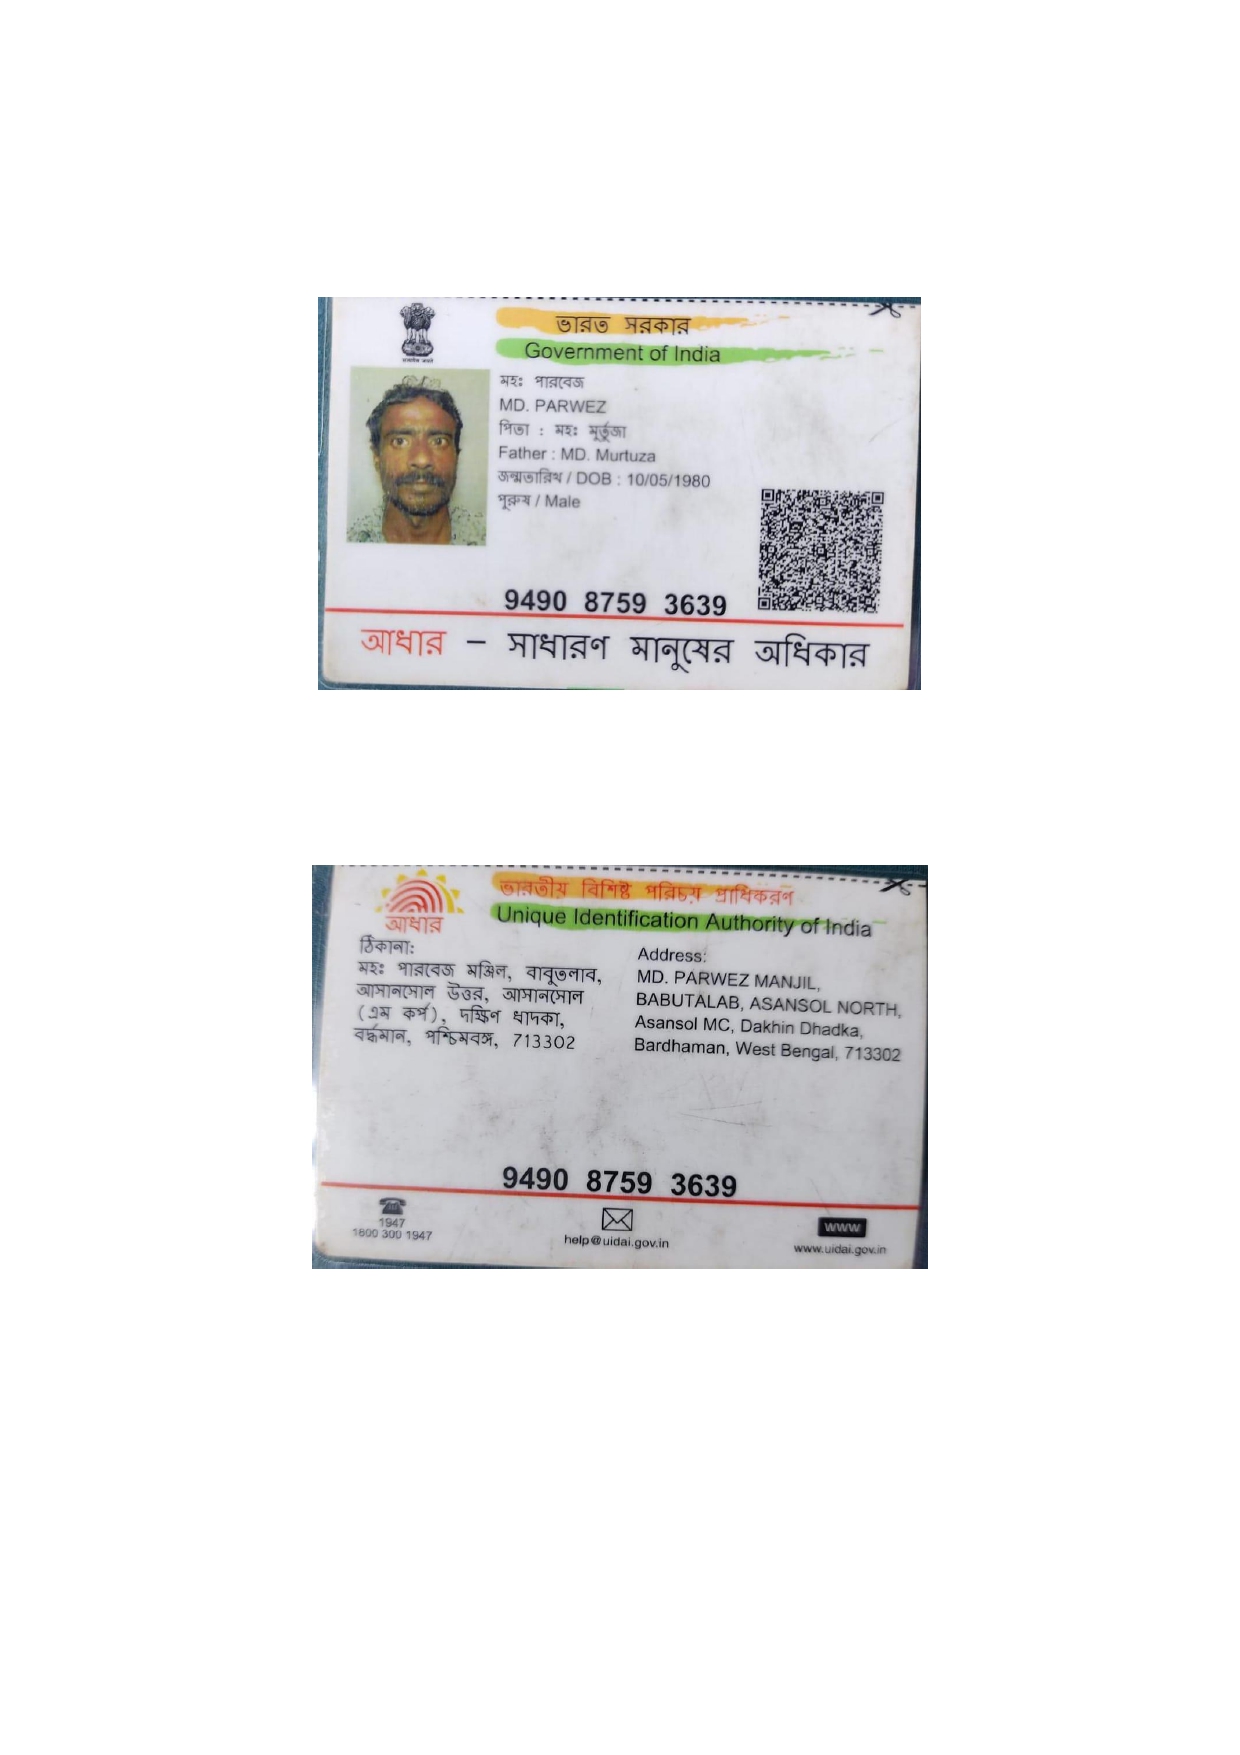 ভারত সরকার
Government of India
মহঃ পারবেজ
MD. PARWEZ
পিতা : মহঃ মুর্তুজা
Father : MD. Murtuza
জন্মতারিখ / DOB : 10/05/1980
পুরুষ / Male
9490 8759 3639
আধার – সাধারণ মানুষের অধিকার
ভারতীয় বিশিষ্ট পরিচয় প্রাধিকরণ
Unique Identification Authority of India
আধার
ঠিকানা:
মহঃ পারবেজ মঞ্জিল, বাবুতলাব,
আসানসোল উত্তর, আসানসোল
(এম কর্প), দক্ষিণ ধাদকা,
বর্দ্ধমান, পশ্চিমবঙ্গ, 713302
Address:
MD. PARWEZ MANJIL,
BABUTALAB, ASANSOL NORTH,
Asansol MC, Dakhin Dhadka,
Bardhaman, West Bengal, 713302
9490 8759 3639
1947
1800 300 1947
help@uidai.gov.in
WWW
www.uidai.gov.in